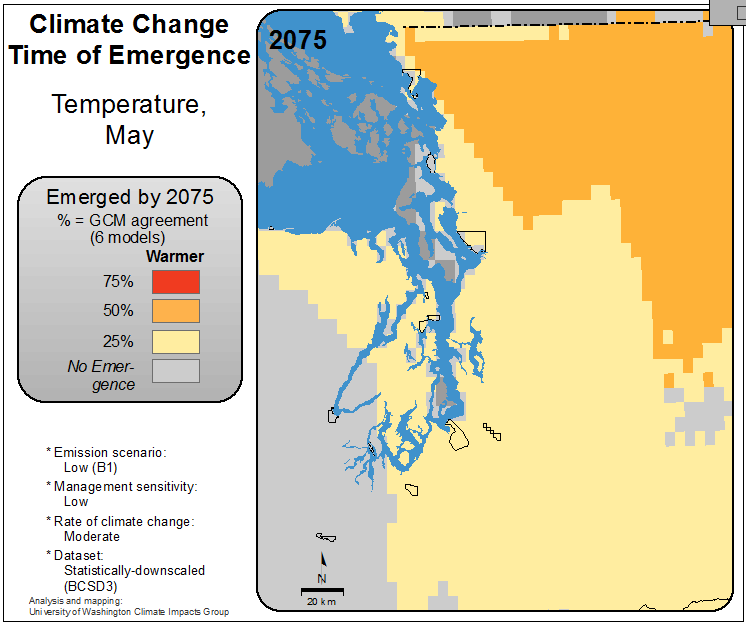 Climate Change
Time of Emergence
Temperature,
May
Emerged by 2075
% = GCM agreement
(6 models)
Warmer
75%
50%
25%
No Emer-
gence
* Emission scenario:
Low (B1)
* Management sensitivity:
Low
* Rate of climate change:
Moderate
* Dataset:
Statistically-downscaled
(BCSD3)
Analysis and mapping:
University of Washington Climate Impacts Group
2075
N
20 km